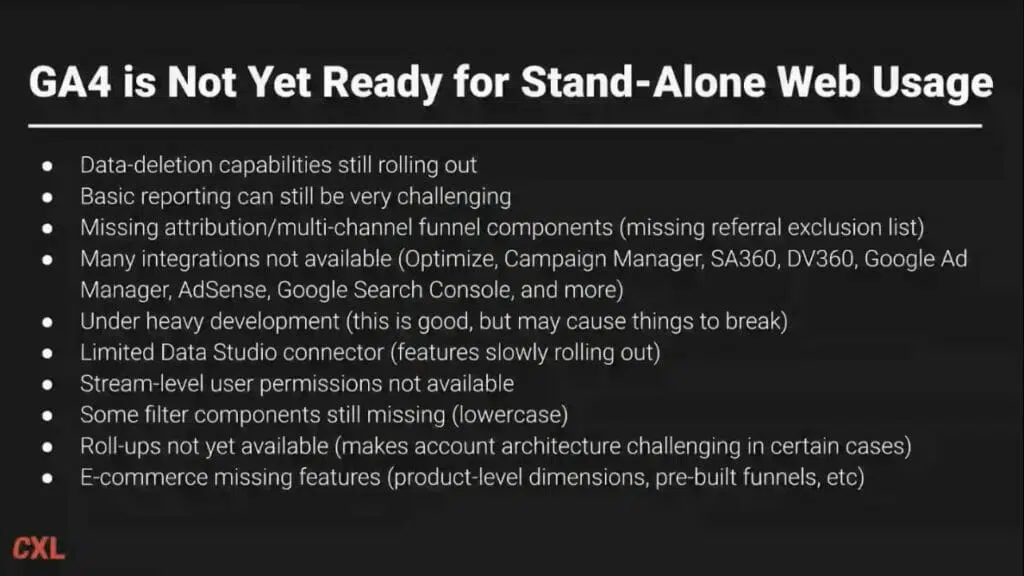 GA4 is Not Yet Ready for Stand-Alone Web Usage
● Data-deletion capabilities still rolling out
● Basic reporting can still be very challenging
● Missing attribution/multi-channel funnel components (missing referral exclusion list)
● Many integrations not available (Optimize, Campaign Manager, SA360, DV360, Google Ad
Manager, AdSense, Google Search Console, and more)
● Under heavy development (this is good, but may cause things to break)
● Limited Data Studio connector (features slowly rolling out)
● Stream-level user permissions not available
● Some filter components still missing (lowercase)
● Roll-ups not yet available (makes account architecture challenging in certain cases)
● E-commerce missing features (product-level dimensions, pre-built funnels, etc)
CXL